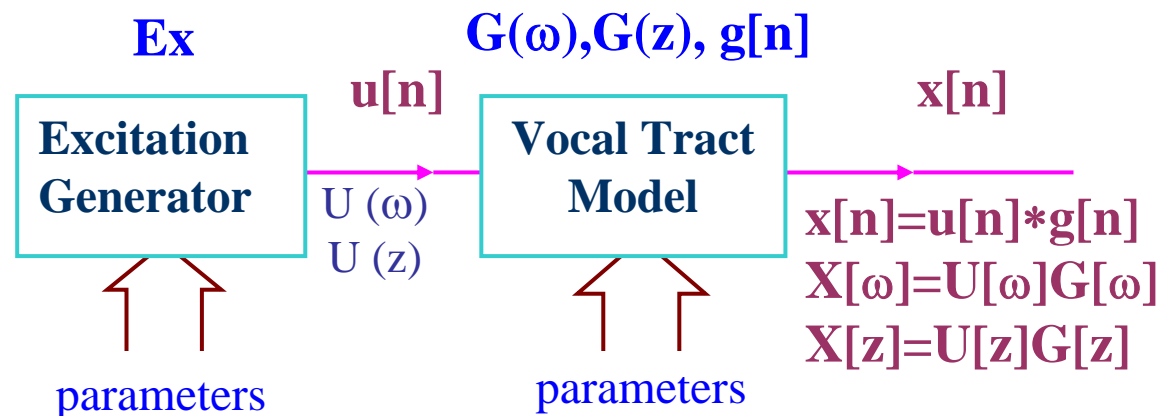 Ex
G(ω),G(z), g[n]
u[n]
x[n]
Excitation
Generator
U (ω)
U (z)
Vocal Tract
Model
x[n]=u[n]*g[n]
X[ω]=U[ω]G[ω]
X[z]=U[z]G[z]
parameters
parameters